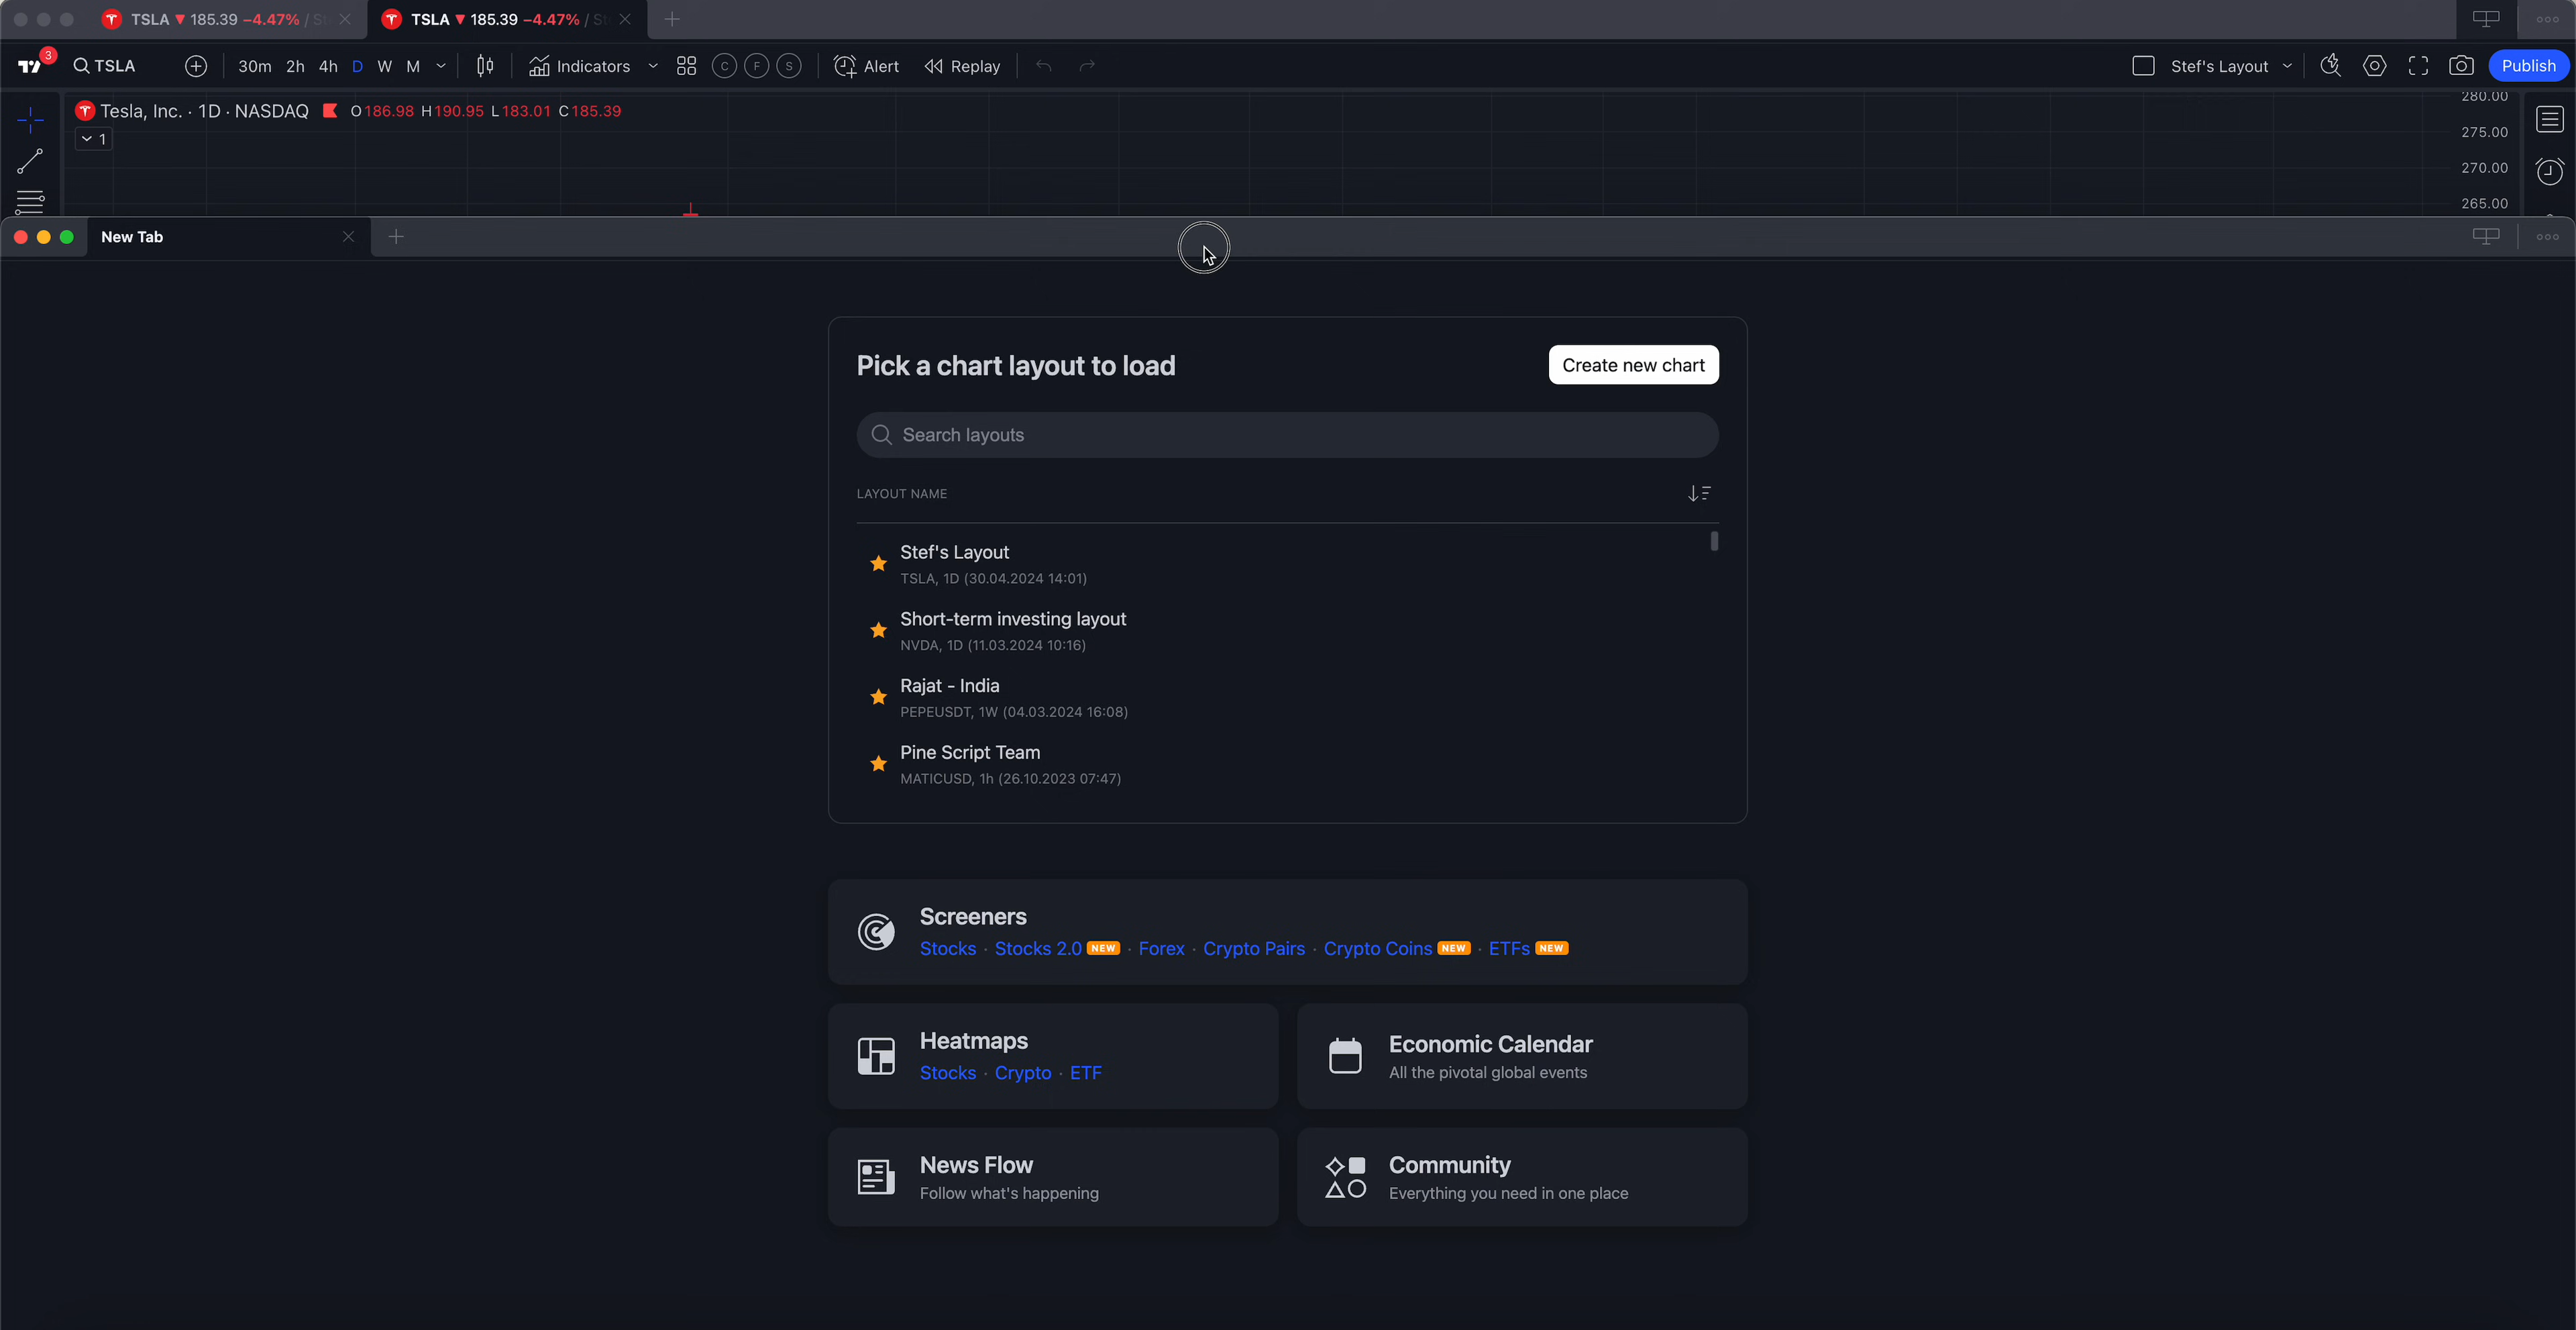 TSLA ▼ 185.39 −4.47% / St
TSLA ▼ 185.39 −4.47% / St
3
TSLA 30m 2h 4h D W M Indicators C F S Alert Replay Stef's Layout Publish
Tesla, Inc. · 1D · NASDAQ O186.98 H190.95 L183.01 C185.39
1
280.00
275.00
270.00
265.00
New Tab
Pick a chart layout to load
Create new chart
Search layouts
LAYOUT NAME
Stef's Layout
TSLA, 1D (30.04.2024 14:01)
Short-term investing layout
NVDA, 1D (11.03.2024 10:16)
Rajat - India
PEPEUSDT, 1W (04.03.2024 16:08)
Pine Script Team
MATICUSD, 1h (26.10.2023 07:47)
Screeners
Stocks · Stocks 2.0 NEW · Forex · Crypto Pairs · Crypto Coins NEW · ETFs NEW
Heatmaps
Stocks · Crypto · ETF
Economic Calendar
All the pivotal global events
News Flow
Follow what's happening
Community
Everything you need in one place